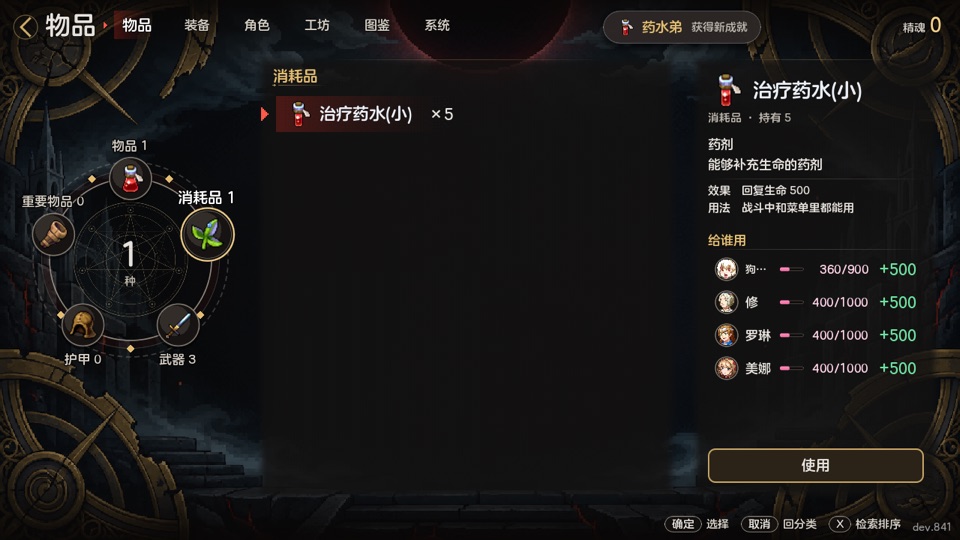 物品 物品 装备 角色 工坊 图鉴 系统
药水弟 获得新成就
精魂 0
消耗品
治疗药水(小) ×5
物品 1
重要物品 0
消耗品 1
1
种
护甲 0
武器 3
治疗药水(小)
消耗品 · 持有 5
药剂
能够补充生命的药剂
效果 回复生命 500
用法 战斗中和菜单里都能用
给谁用
狗… 360/900 +500
修 400/1000 +500
罗琳 400/1000 +500
美娜 400/1000 +500
使用
确定 选择 取消 回分类 X 检索排序 dev.841